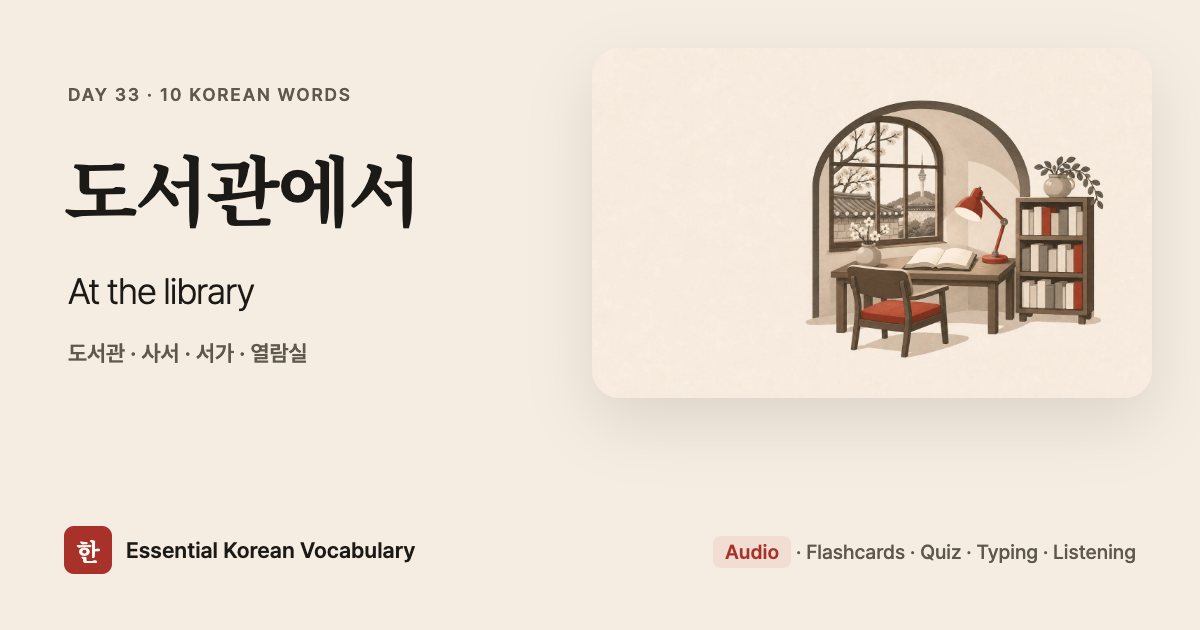 DAY 33 · 10 KOREAN WORDS
도서관에서
At the library
도서관 · 사서 · 서가 · 열람실
한 Essential Korean Vocabulary
Audio · Flashcards · Quiz · Typing · Listening